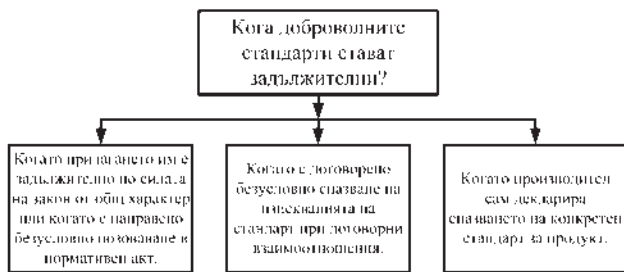 Кога доброволните
стандарти стават
задължителни?
Когато прилагането им е
задължително по силата
на закон от общ характер
или когато е направено
безусловно позоваване в
нормативен акт.
Когато е договорено
безусловно спазване на
изискванията на
стандарт при договорни
взаимоотношения.
Когато производител
сам декларира
спазването на конкретен
стандарт за продукт.